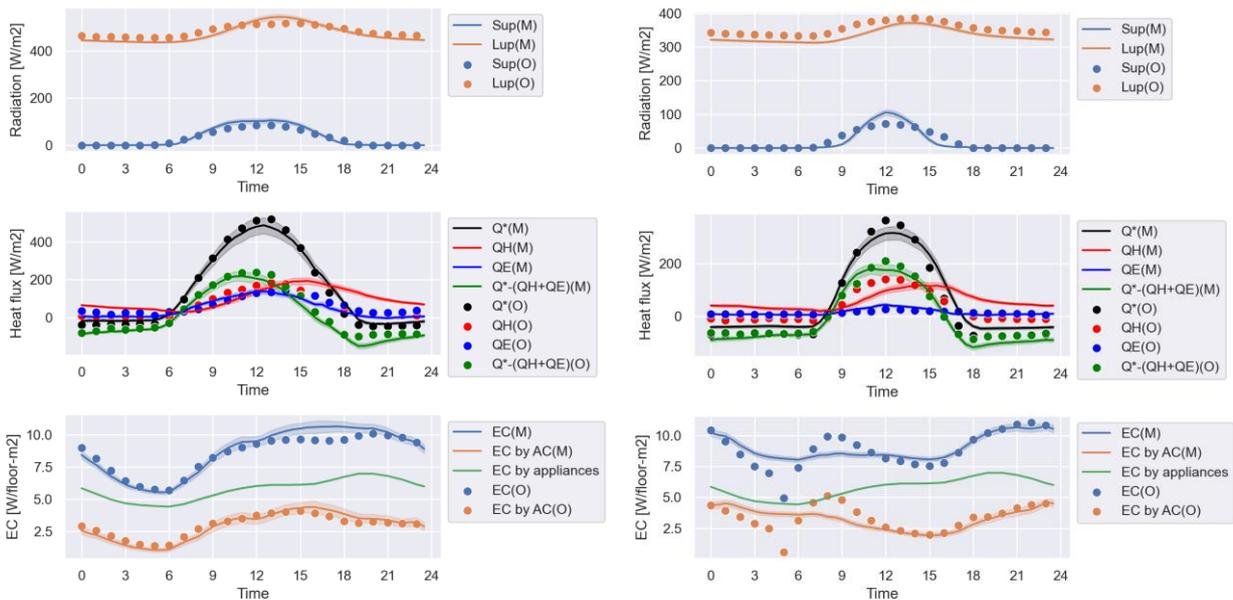 Radiation [W/m2]
400
200
0
0 3 6 9 12 15 18 21 24
Time
Sup(M)
Lup(M)
Sup(O)
Lup(O)
Radiation [W/m2]
400
300
200
100
0
0 3 6 9 12 15 18 21 24
Time
Sup(M)
Lup(M)
Sup(O)
Lup(O)
Heat flux [W/m2]
400
200
0
0 3 6 9 12 15 18 21 24
Time
Q*(M)
QH(M)
QE(M)
Q*-(QH+QE)(M)
Q*(O)
QH(O)
QE(O)
Q*-(QH+QE)(O)
Heat flux [W/m2]
200
0
0 3 6 9 12 15 18 21 24
Time
Q*(M)
QH(M)
QE(M)
Q*-(QH+QE)(M)
Q*(O)
QH(O)
QE(O)
Q*-(QH+QE)(O)
EC [W/floor-m2]
10.0
7.5
5.0
2.5
0 3 6 9 12 15 18 21 24
Time
EC(M)
EC by AC(M)
EC by appliances
EC(O)
EC by AC(O)
EC [W/floor-m2]
10.0
7.5
5.0
2.5
0 3 6 9 12 15 18 21 24
Time
EC(M)
EC by AC(M)
EC by appliances
EC(O)
EC by AC(O)